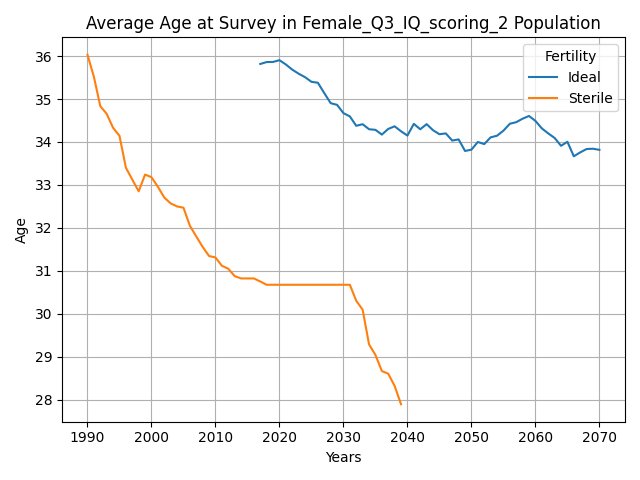 Average Age at Survey in Female_Q3_IQ_scoring_2 Population
Fertility
Ideal
Sterile
Age
36
35
34
33
32
31
30
29
28
1990 2000 2010 2020 2030 2040 2050 2060 2070
Years